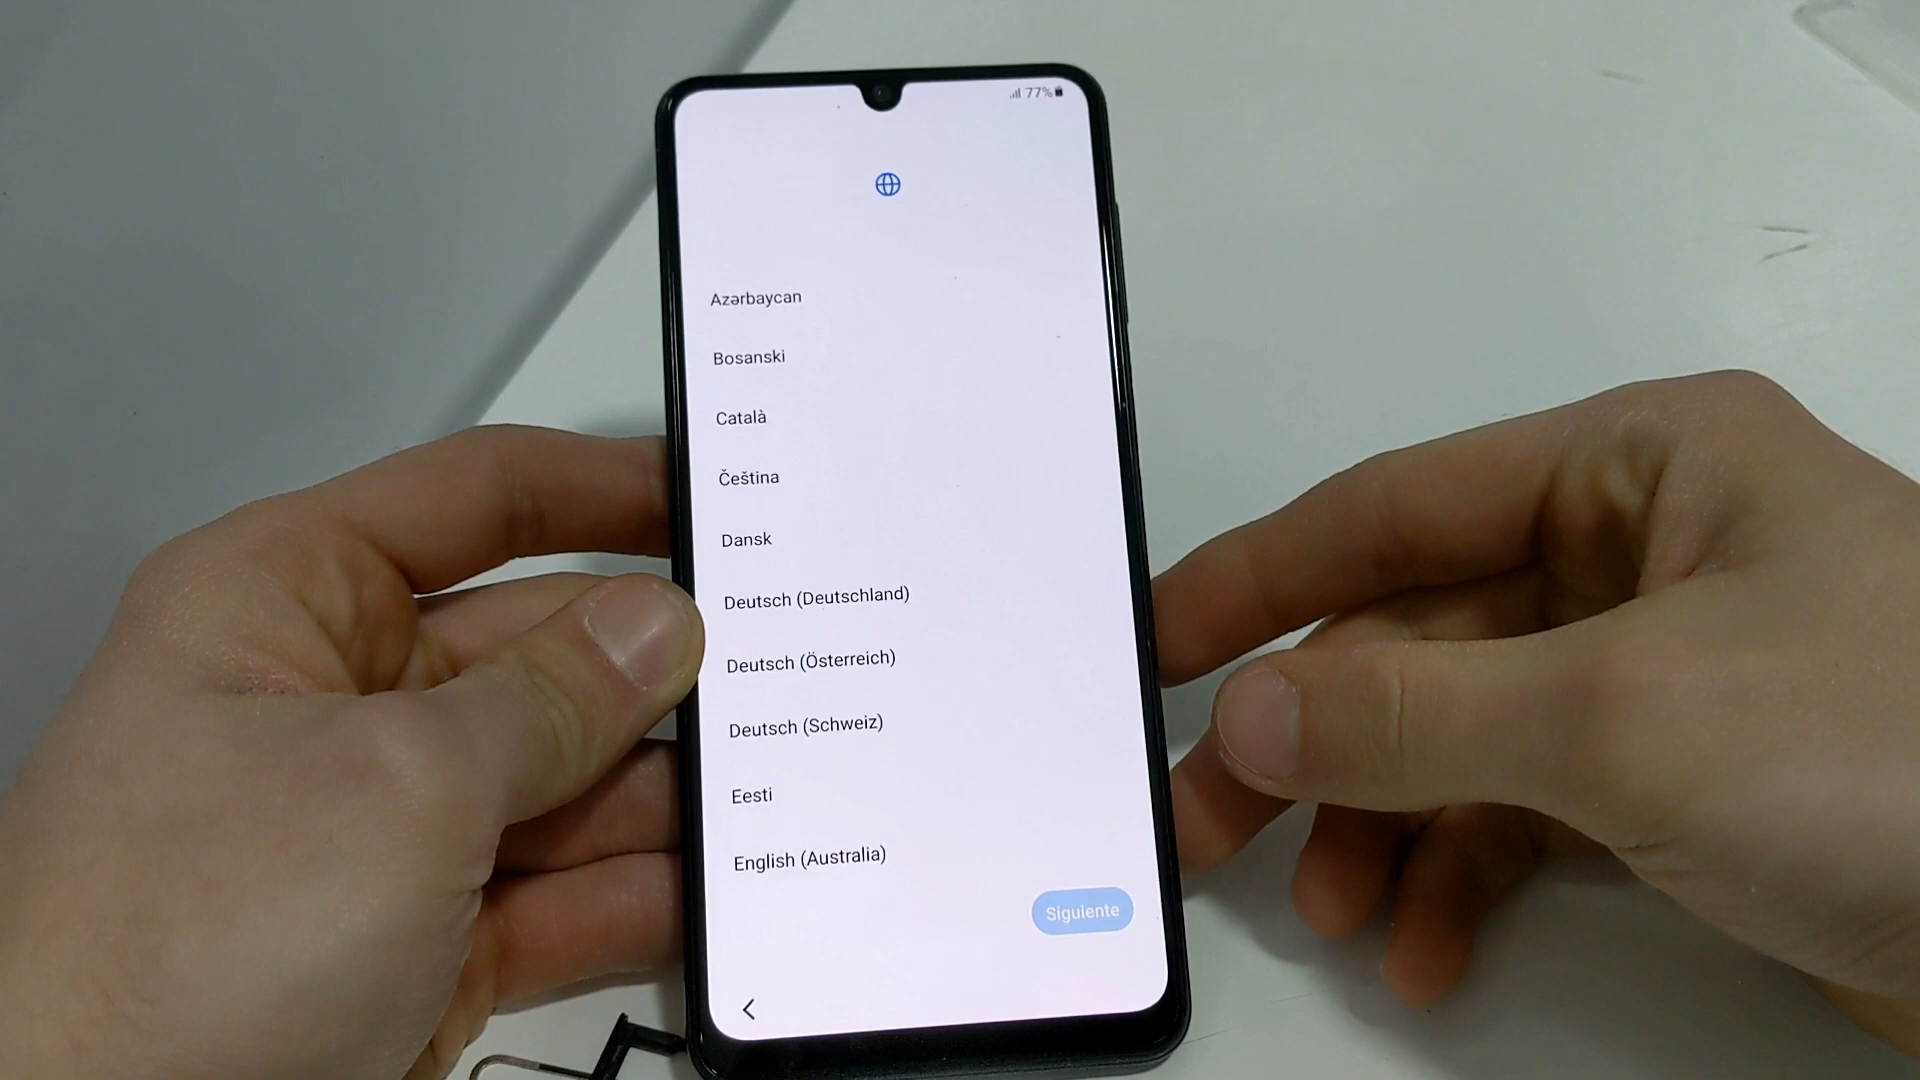 77%
Azərbaycan
Bosanski
Català
Čeština
Dansk
Deutsch (Deutschland)
Deutsch (Österreich)
Deutsch (Schweiz)
Eesti
English (Australia)
Siguiente